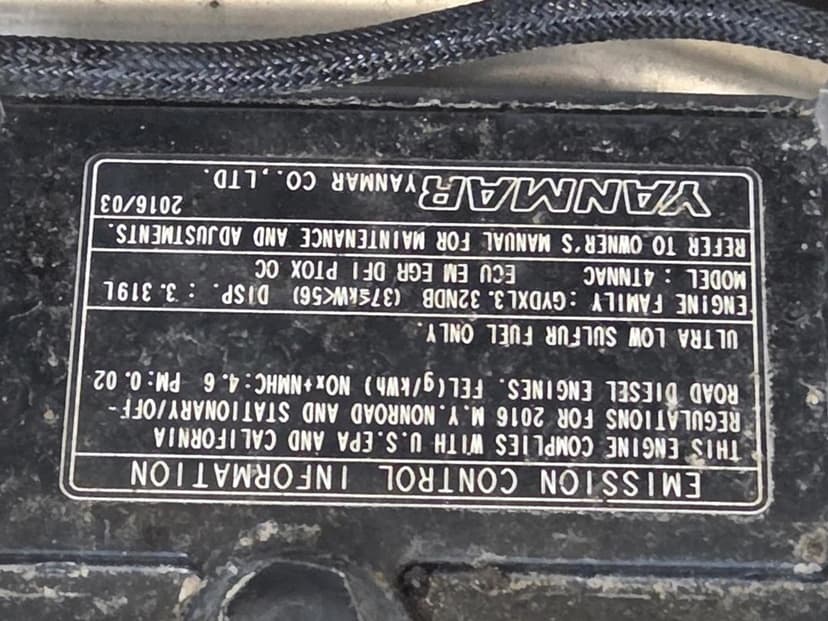 EMISSION CONTROL INFORMATION
THIS ENGINE COMPLIES WITH U.S.EPA AND CALIFORNIA
REGULATIONS FOR 2016 M.Y.NONROAD AND STATIONARY/OFF-
ROAD DIESEL ENGINES. FEL(g/kWh) NOx+NMHC:4.6 PM:0.02
ULTRA LOW SULFUR FUEL ONLY.
ENGINE FAMILY :GYDXL3.32NDB (37≦kW<56) DISP. :3.319L
MODEL :4TNNAC ECU EM EGR DFI PTOX OC
REFER TO OWNER'S MANUAL FOR MAINTENANCE AND ADJUSTMENTS.
2016/03
YANMAR YANMAR CO.,LTD.